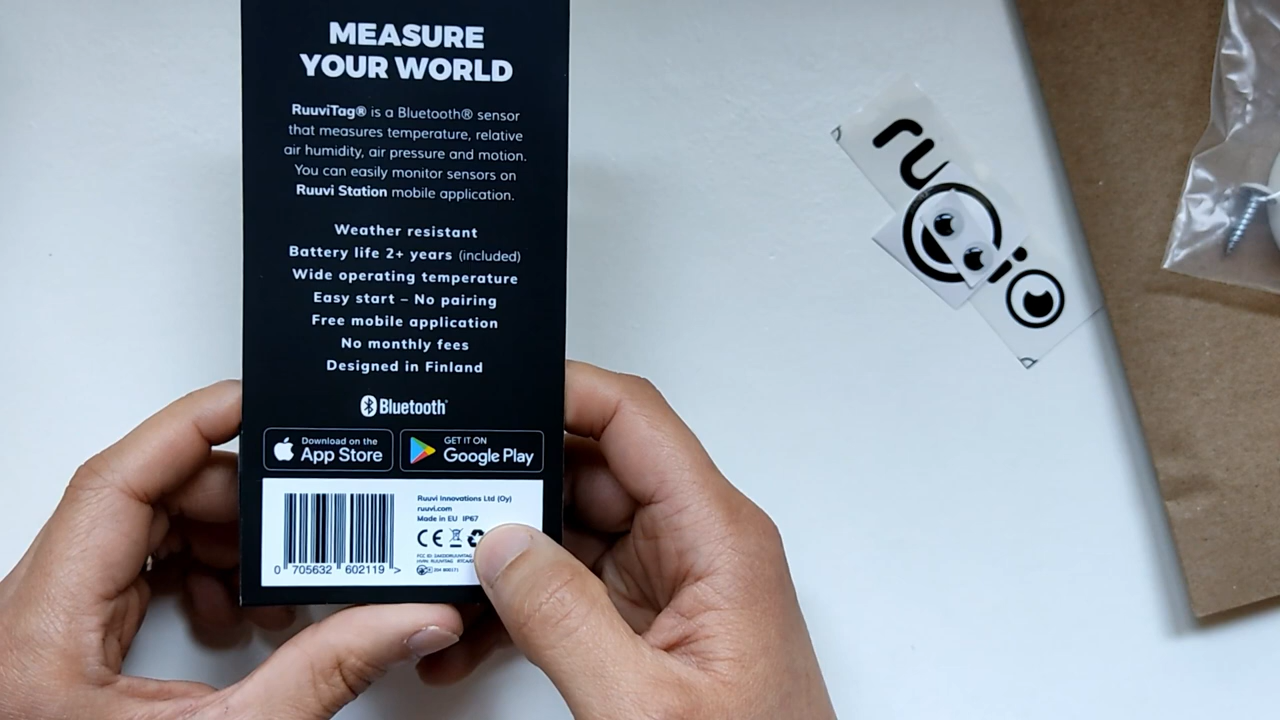 MEASURE
YOUR WORLD
RuuviTag® is a Bluetooth® sensor
that measures temperature, relative
air humidity, air pressure and motion.
You can easily monitor sensors on
Ruuvi Station mobile application.
Weather resistant
Battery life 2+ years (included)
Wide operating temperature
Easy start – No pairing
Free mobile application
No monthly fees
Designed in Finland
Bluetooth®
Download on the
App Store
GET IT ON
Google Play
Ruuvi Innovations Ltd (Oy)
ruuvi.com
Made in EU IP67
CE
0 705632 602119 >